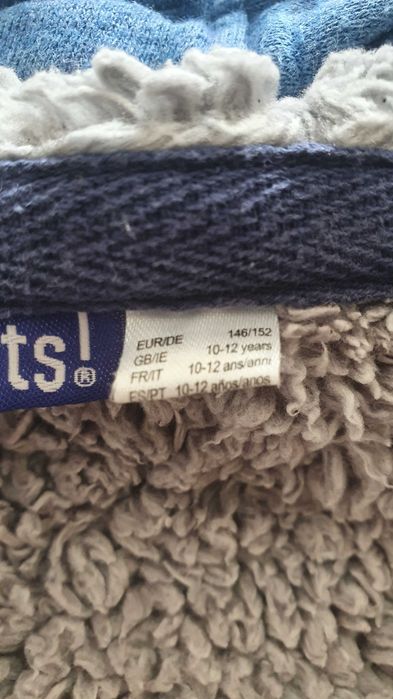 ts!®
EUR/DE 146/152
GB/IE 10-12 years
FR/IT 10-12 ans/anni
ES/PT 10-12 años/anos